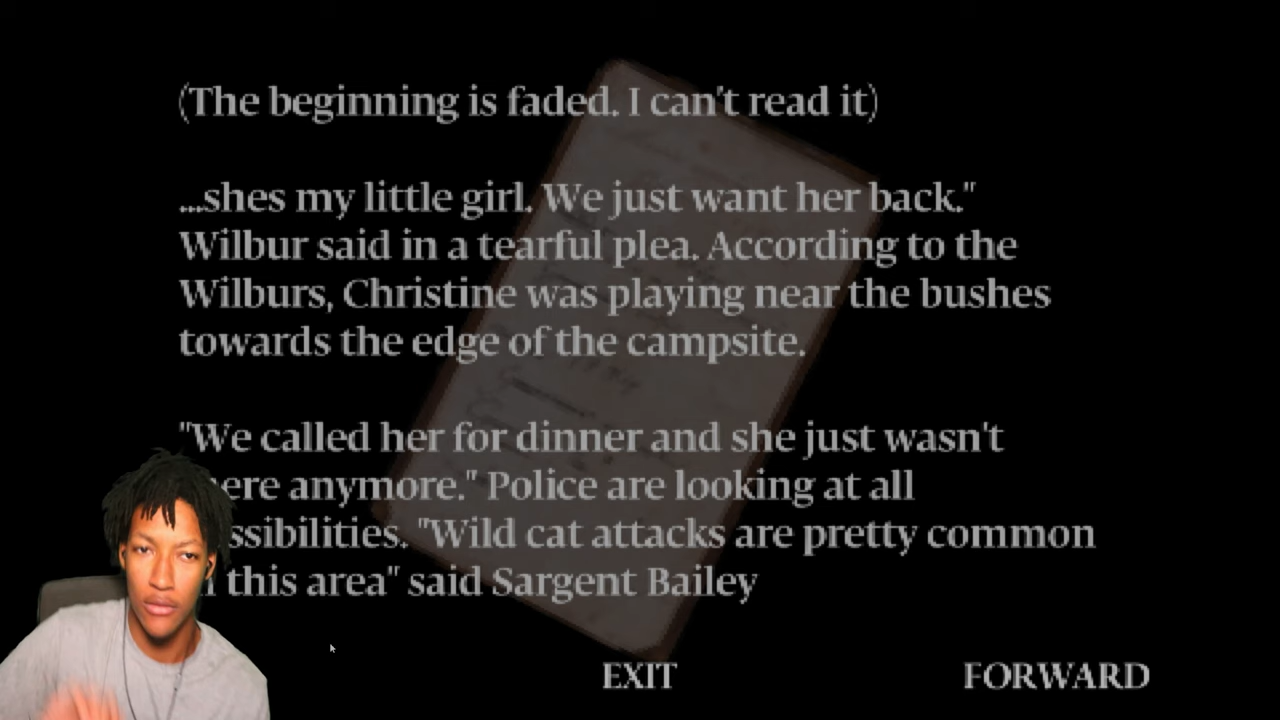 (The beginning is faded. I can't read it)
...shes my little girl. We just want her back."
Wilbur said in a tearful plea. According to the
Wilburs, Christine was playing near the bushes
towards the edge of the campsite.
"We called her for dinner and she just wasn't
anymore." Police are looking at all
"Wild cat attacks are pretty common
this area" said Sargent Bailey
EXIT
FORWARD